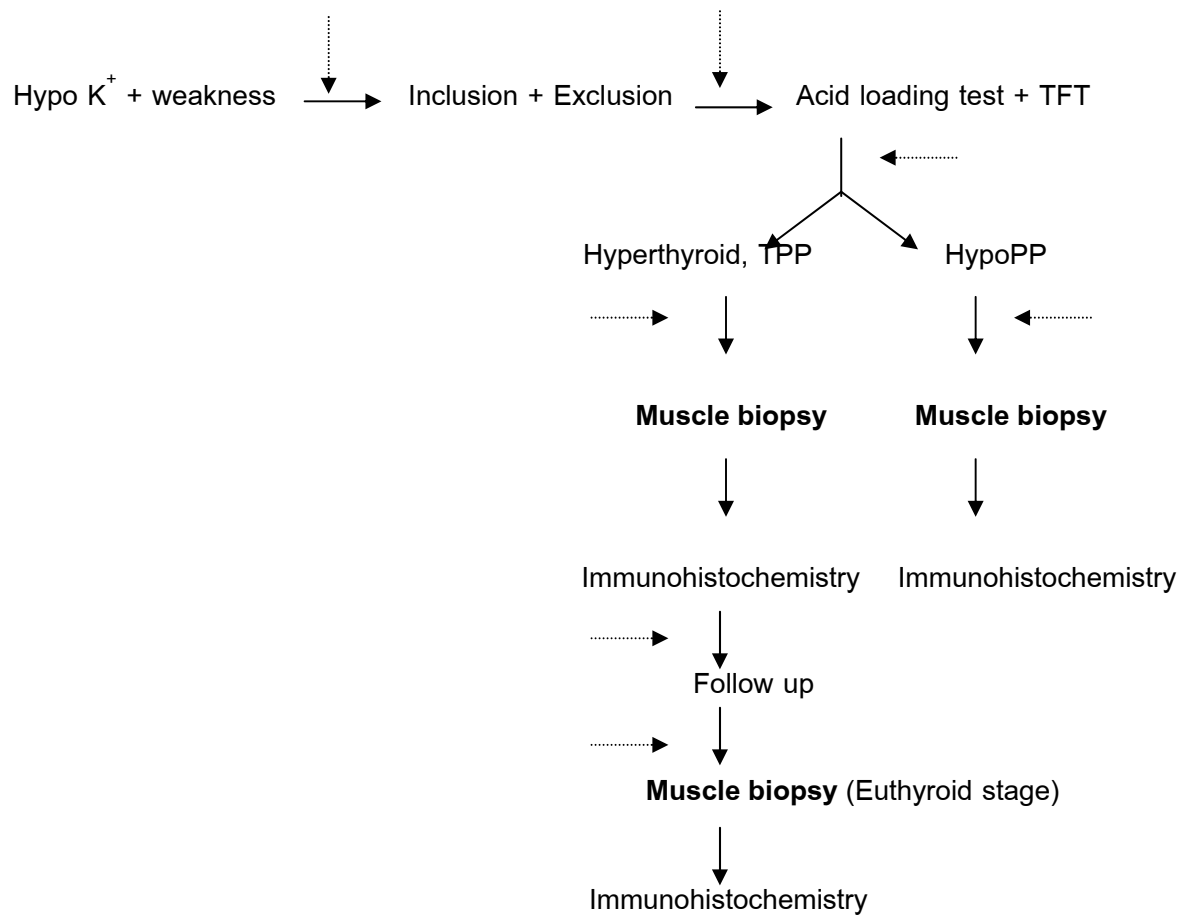 Hypo K+ + weakness Inclusion + Exclusion Acid loading test + TFT
Hyperthyroid, TPP HypoPP
Muscle biopsy Muscle biopsy
Immunohistochemistry Immunohistochemistry
Follow up
Muscle biopsy (Euthyroid stage)
Immunohistochemistry